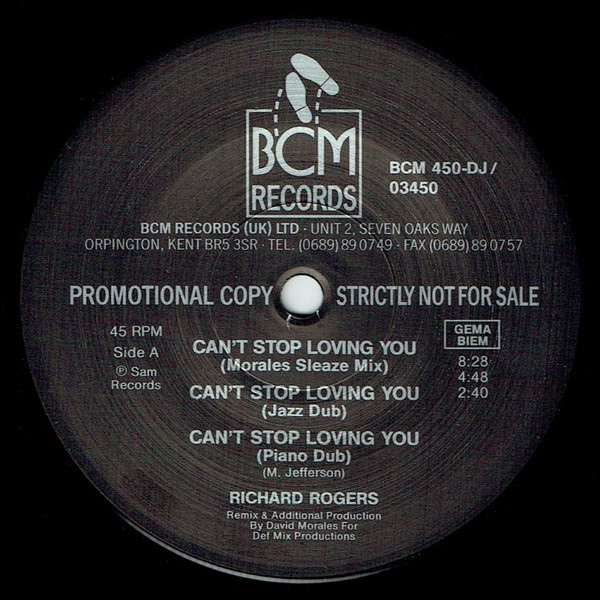 BCM
RECORDS
BCM 450-DJ/
03450
BCM RECORDS (UK) LTD · UNIT 2, SEVEN OAKS WAY
ORPINGTON, KENT BR5 3SR · TEL. (0689) 89 0749 · FAX (0689) 89 0757
PROMOTIONAL COPY STRICTLY NOT FOR SALE
45 RPM
Side A
℗ Sam
Records
GEMA
BIEM
8:28
4:48
2:40
CAN'T STOP LOVING YOU
(Morales Sleaze Mix)
CAN'T STOP LOVING YOU
(Jazz Dub)
CAN'T STOP LOVING YOU
(Piano Dub)
(M. Jefferson)
RICHARD ROGERS
Remix & Additional Production
By David Morales For
Def Mix Productions